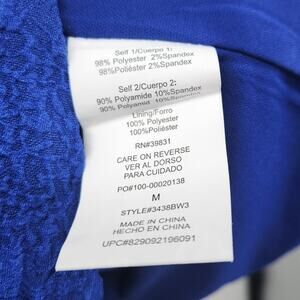 Self 1/Cuerpo 1:
98% Polyester 2%Spandex
98%Poliéster 2%Spandex
Self 2/Cuerpo 2:
90% Polyamide 10%Spandex
90% Polyamid 10%Spandex
Lining/Forro
100% Polyester
100%Poliéster
RN#39831
CARE ON REVERSE
VER AL DORSO
PARA CUIDADO
PO#100-00020138
M
STYLE#3438BW3
MADE IN CHINA
HECHO EN CHINA
UPC#829092196091